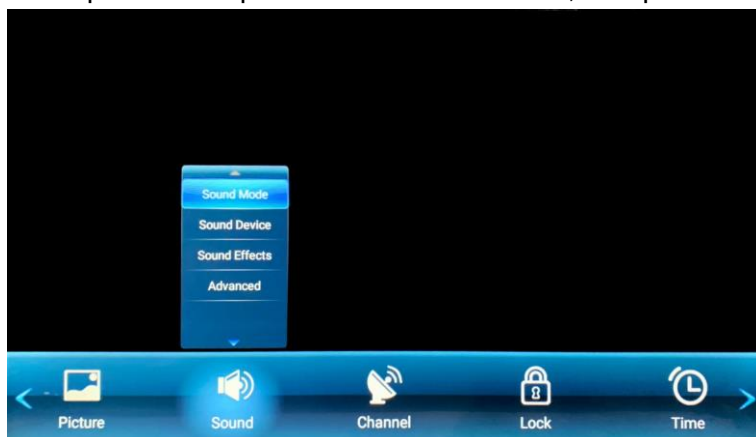 Sound Mode
Sound Device
Sound Effects
Advanced
Picture
Sound
Channel
Lock
Time